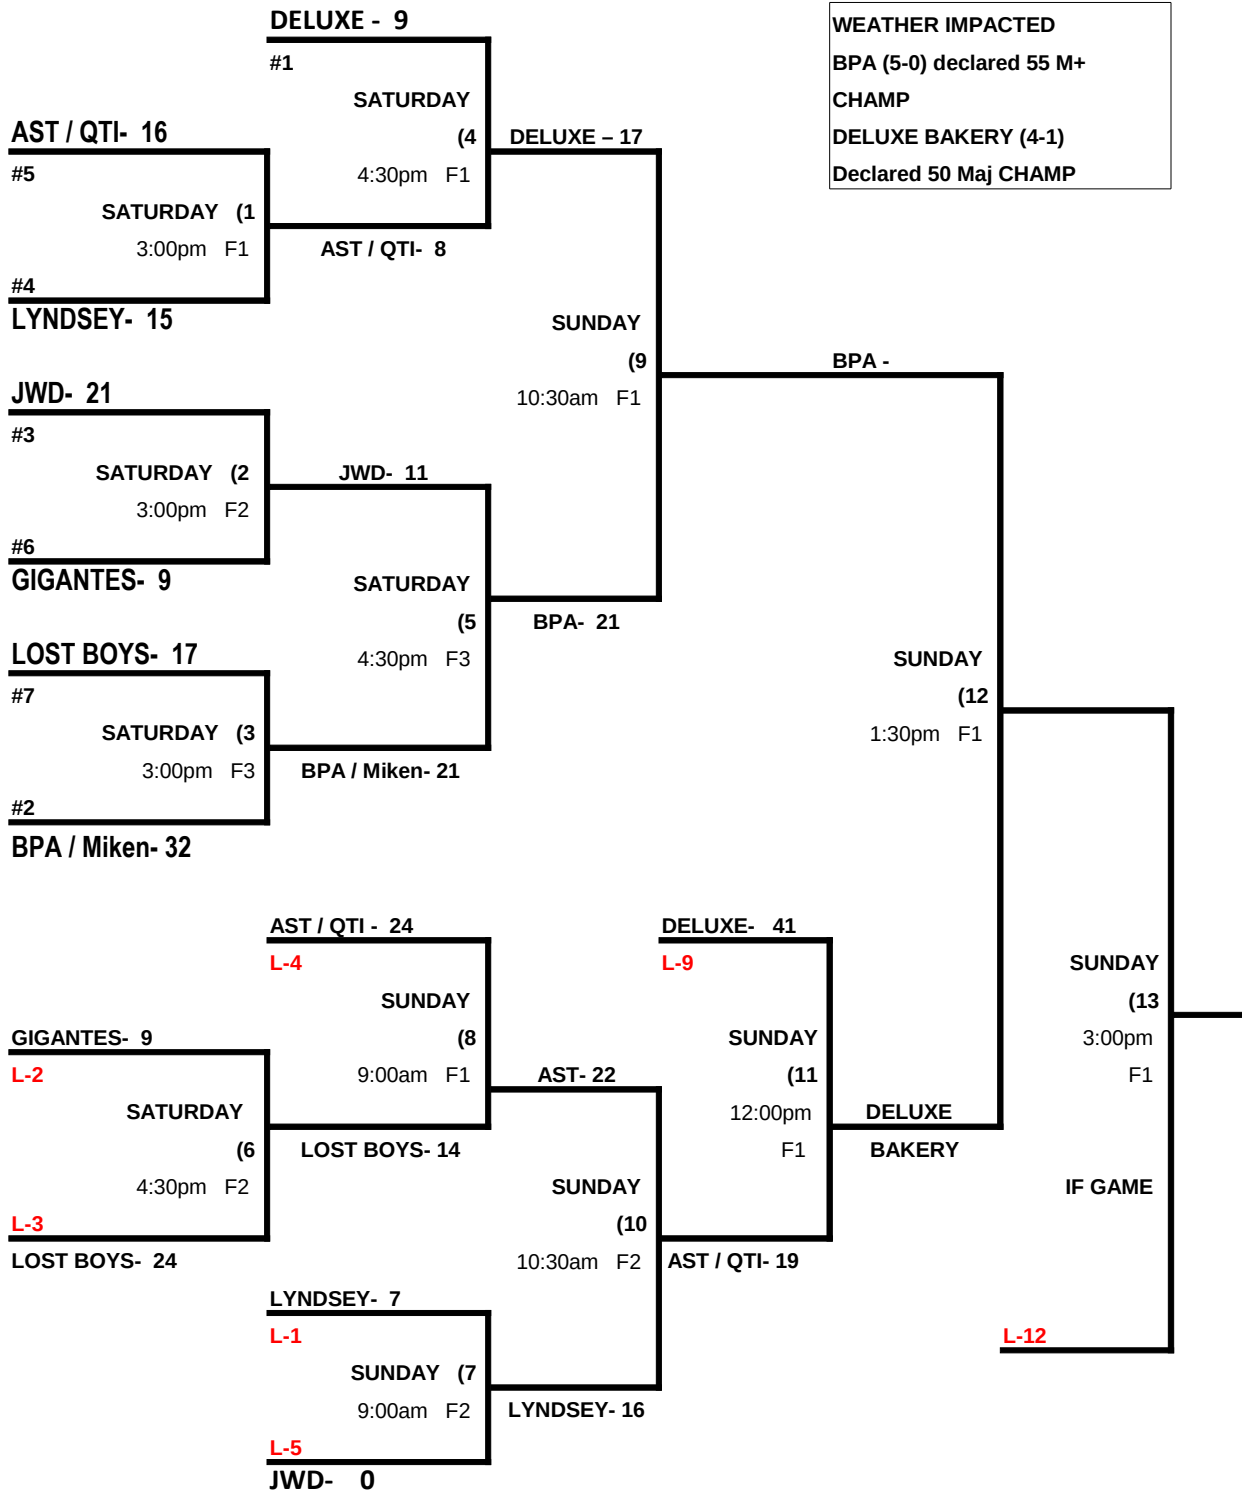 DELUXE - 9
WEATHER IMPACTED
BPA (5-0) declared 55 M+
CHAMP
DELUXE BAKERY (4-1)
Declared 50 Maj CHAMP
#1
SATURDAY
(4
4:30pm F1
AST / QTI- 16
#5
SATURDAY (1
3:00pm F1
#4
LYNDSEY- 15
DELUXE – 17
AST / QTI- 8
SUNDAY
(9
10:30am F1
BPA -
JWD- 21
#3
SATURDAY (2
3:00pm F2
#6
GIGANTES- 9
JWD- 11
SATURDAY
(5
4:30pm F3
BPA- 21
LOST BOYS- 17
#7
SATURDAY (3
3:00pm F3
#2
BPA / Miken- 32
BPA / Miken- 21
SUNDAY
(12
1:30pm F1
AST / QTI - 24
L-4
SUNDAY
(8
9:00am F1
DELUXE- 41
L-9
SUNDAY
(11
12:00pm
F1
SUNDAY
(13
3:00pm
F1
IF GAME
GIGANTES- 9
L-2
SATURDAY
(6
4:30pm F2
L-3
LOST BOYS- 24
AST- 22
LOST BOYS- 14
DELUXE
BAKERY
SUNDAY
(10
10:30am F2
AST / QTI- 19
LYNDSEY- 7
L-1
SUNDAY (7
9:00am F2
L-5
JWD- 0
LYNDSEY- 16
L-12